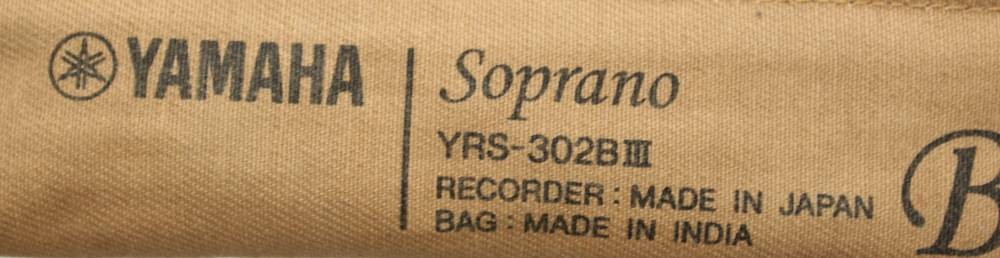 YAMAHA
Soprano
YRS-302BⅢ
RECORDER : MADE IN JAPAN
BAG : MADE IN INDIA
B